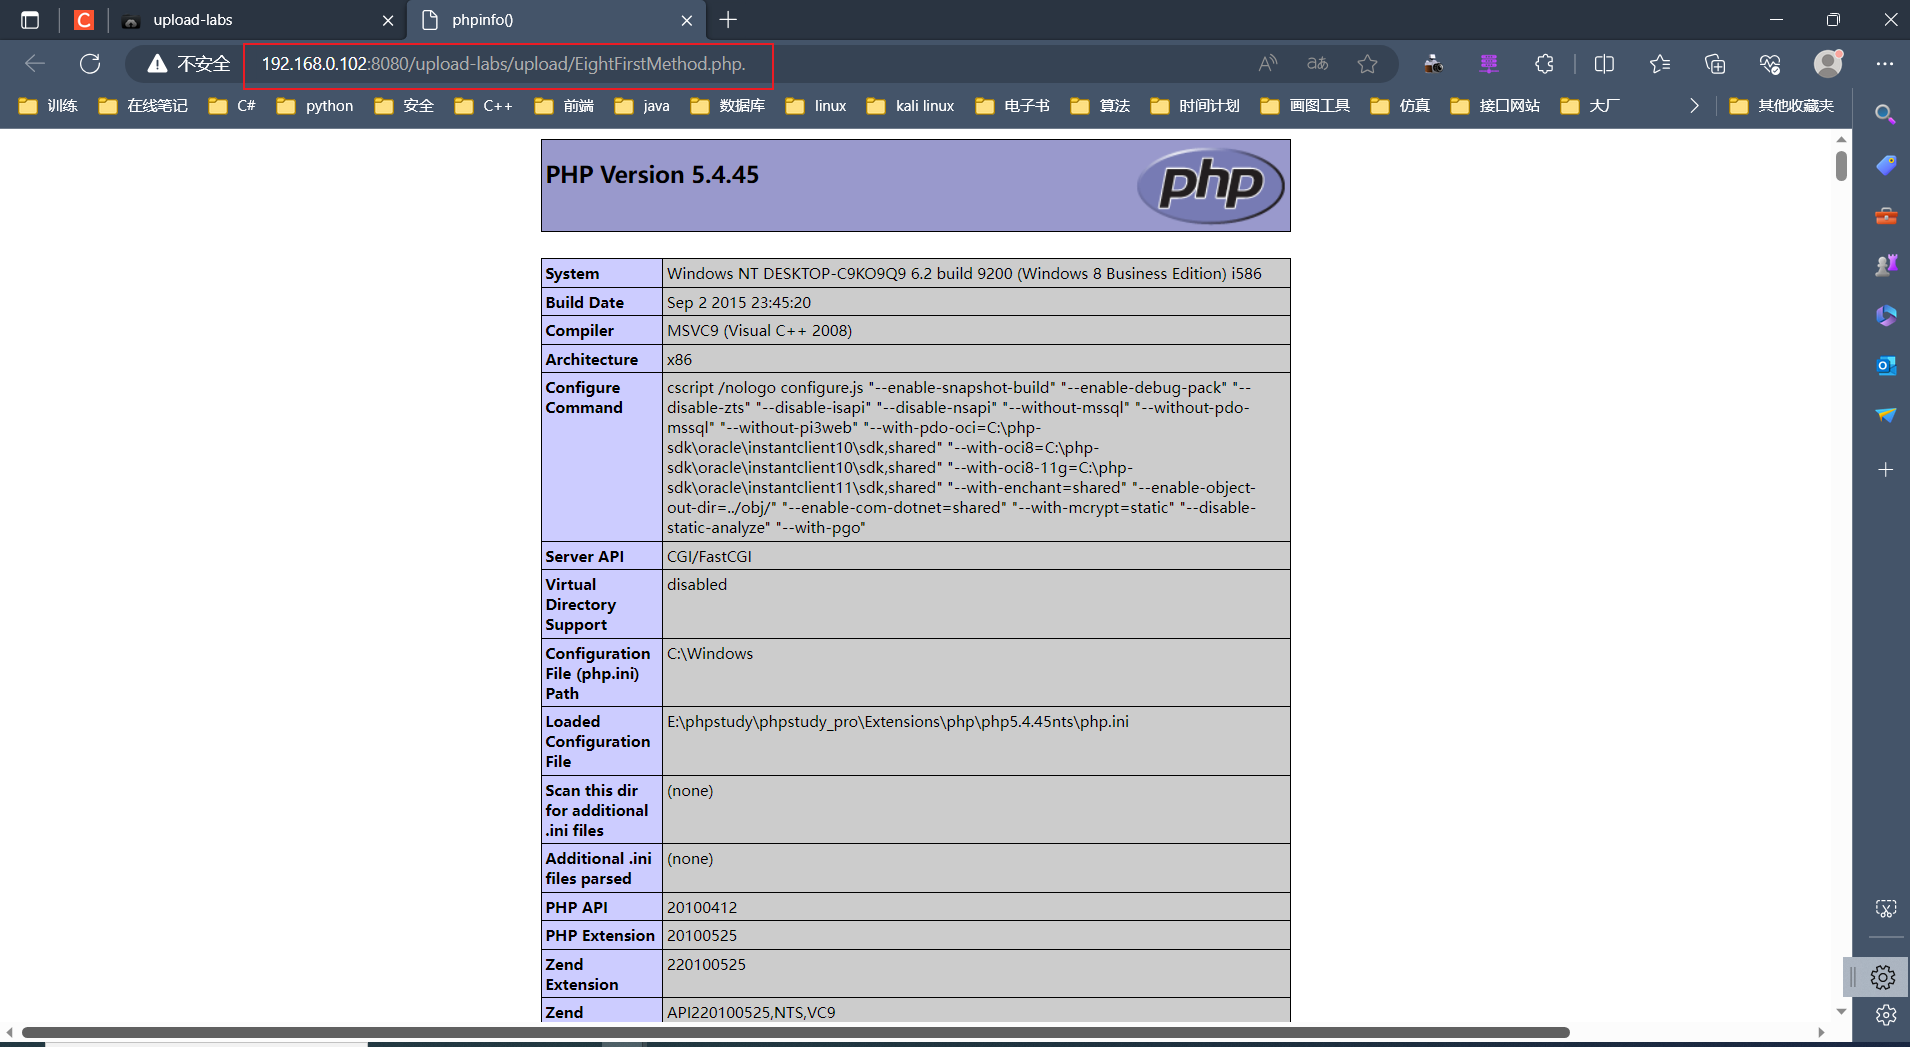 upload-labs
phpinfo()
不安全
192.168.0.102:8080/upload-labs/upload/EightFirstMethod.php.
训练 在线笔记 C# python 安全 C++ 前端 java 数据库 linux kali linux 电子书 算法 时间计划 画图工具 仿真 接口网站 大厂 其他收藏夹
PHP Version 5.4.45
php
System Windows NT DESKTOP-C9KO9Q9 6.2 build 9200 (Windows 8 Business Edition) i586
Build Date Sep 2 2015 23:45:20
Compiler MSVC9 (Visual C++ 2008)
Architecture x86
Configure
Command
cscript /nologo configure.js "--enable-snapshot-build" "--enable-debug-pack" "--
disable-zts" "--disable-isapi" "--disable-nsapi" "--without-mssql" "--without-pdo-
mssql" "--without-pi3web" "--with-pdo-oci=C:\php-
sdk\oracle\instantclient10\sdk,shared" "--with-oci8=C:\php-
sdk\oracle\instantclient10\sdk,shared" "--with-oci8-11g=C:\php-
sdk\oracle\instantclient11\sdk,shared" "--with-enchant=shared" "--enable-object-
out-dir=../obj/" "--enable-com-dotnet=shared" "--with-mcrypt=static" "--disable-
static-analyze" "--with-pgo"
Server API CGI/FastCGI
Virtual
Directory
Support
disabled
Configuration
File (php.ini)
Path
C:\Windows
Loaded
Configuration
File
E:\phpstudy\phpstudy_pro\Extensions\php\php5.4.45nts\php.ini
Scan this dir
for additional
.ini files
(none)
Additional .ini
files parsed
(none)
PHP API 20100412
PHP Extension 20100525
Zend
Extension
220100525
Zend API220100525,NTS,VC9